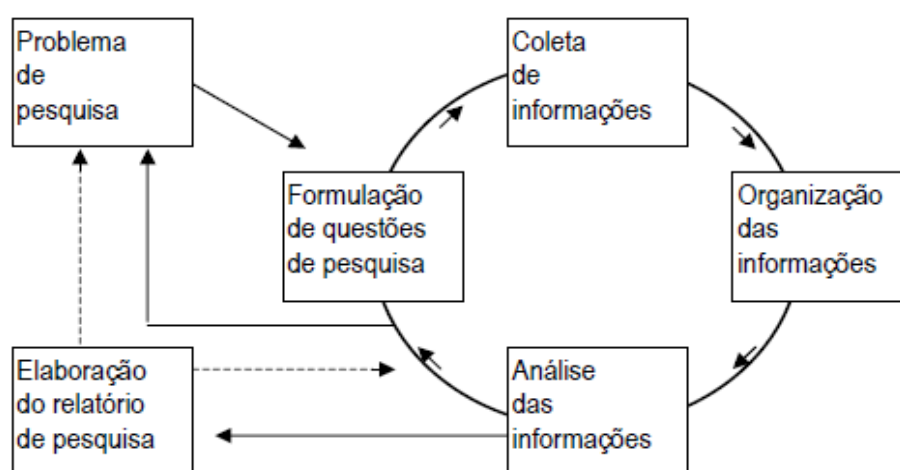 Problema
de
pesquisa
Coleta
de
informações
Formulação
de questões
de pesquisa
Organização
das
informações
Elaboração
do relatório
de pesquisa
Análise
das
informações